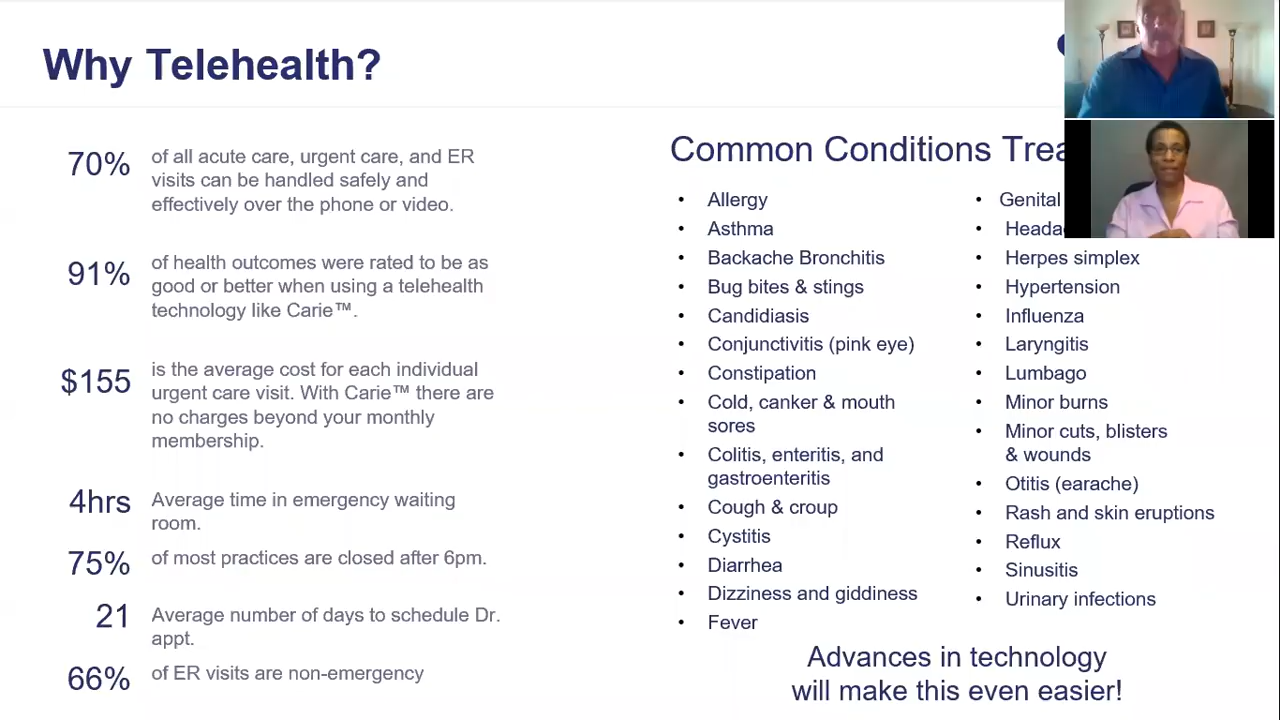 Why Telehealth?
70%
of all acute care, urgent care, and ER
visits can be handled safely and
effectively over the phone or video.
91%
of health outcomes were rated to be as
good or better when using a telehealth
technology like Carie™.
$155
is the average cost for each individual
urgent care visit. With Carie™ there are
no charges beyond your monthly
membership.
4hrs
Average time in emergency waiting
room.
75%
of most practices are closed after 6pm.
21
Average number of days to schedule Dr.
appt.
66%
of ER visits are non-emergency
Common Conditions
• Allergy
• Asthma
• Backache Bronchitis
• Bug bites & stings
• Candidiasis
• Conjunctivitis (pink eye)
• Constipation
• Cold, canker & mouth
sores
• Colitis, enteritis, and
gastroenteritis
• Cough & croup
• Cystitis
• Diarrhea
• Dizziness and giddiness
• Fever
• Genital
• Herpes simplex
• Hypertension
• Influenza
• Laryngitis
• Lumbago
• Minor burns
• Minor cuts, blisters
& wounds
• Otitis (earache)
• Rash and skin eruptions
• Reflux
• Sinusitis
• Urinary infections
Advances in technology
will make this even easier!